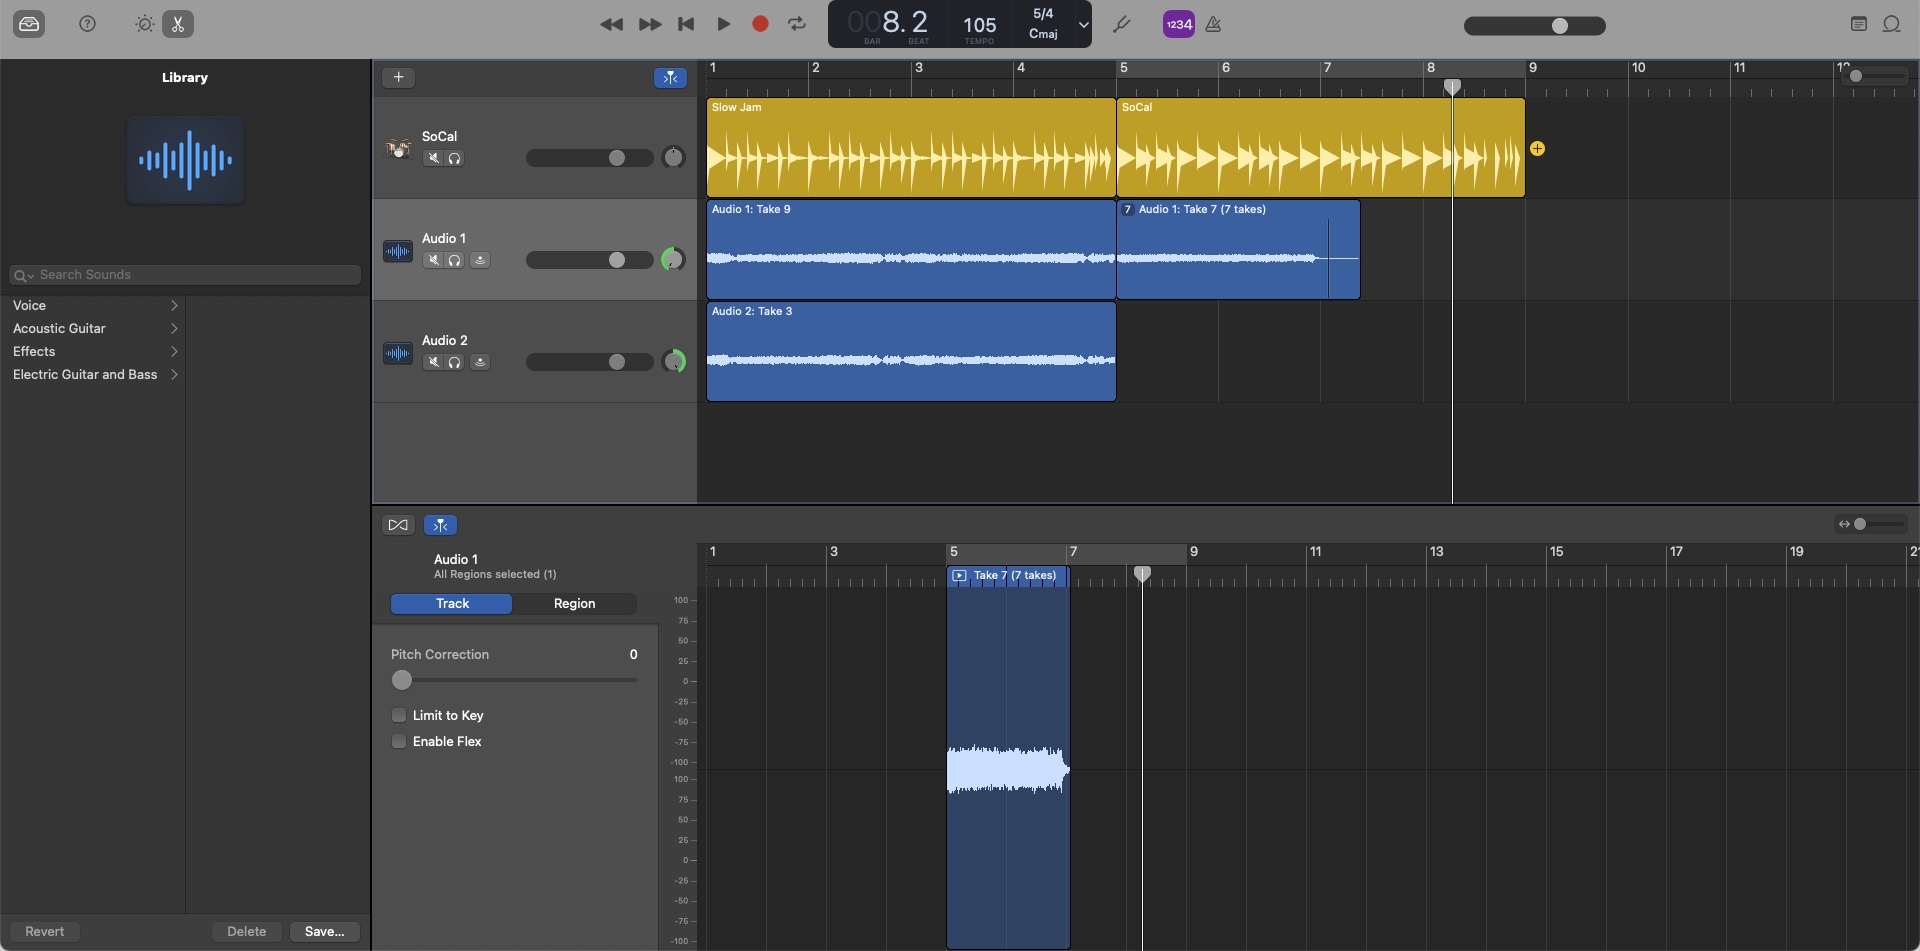 008.2
BAR BEAT
105
TEMPO
5/4
Cmaj
1234
Library
Search Sounds
Voice
Acoustic Guitar
Effects
Electric Guitar and Bass
Revert
Delete
Save...
1 2 3 4 5 6 7 8 9 10 11
SoCal
Slow Jam
SoCal
Audio 1
Audio 1: Take 9
7 Audio 1: Take 7 (7 takes)
Audio 2
Audio 2: Take 3
Audio 1
All Regions selected (1)
Track
Region
Pitch Correction
0
Limit to Key
Enable Flex
1 3 5 7 9 11 13 15 17 19
Take 7 (7 takes)
100
75
50
25
0
-25
-50
-75
-100
100
75
50
25
0
-25
-50
-75
-100